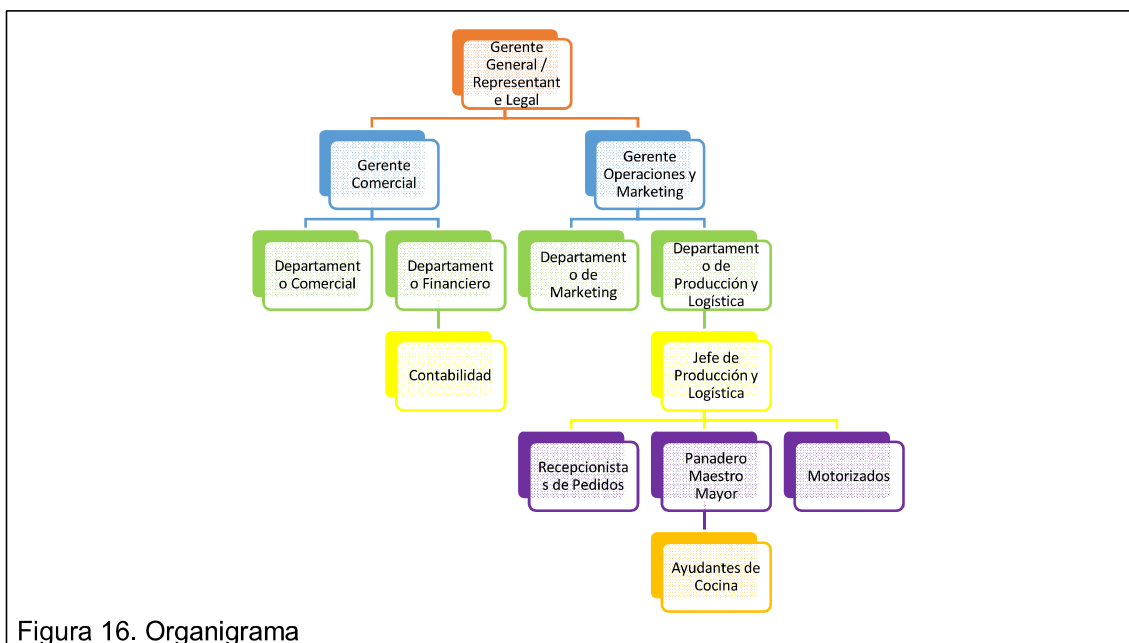 Gerente
General /
Representant
e Legal
Gerente
Comercial
Gerente
Operaciones y
Marketing
Departament
o Comercial
Departament
o Financiero
Departament
o de
Marketing
Departament
o de
Producción y
Logística
Contabilidad
Jefe de
Producción y
Logística
Recepcionista
s de Pedidos
Panadero
Maestro
Mayor
Motorizados
Ayudantes de
Cocina
Figura 16. Organigrama